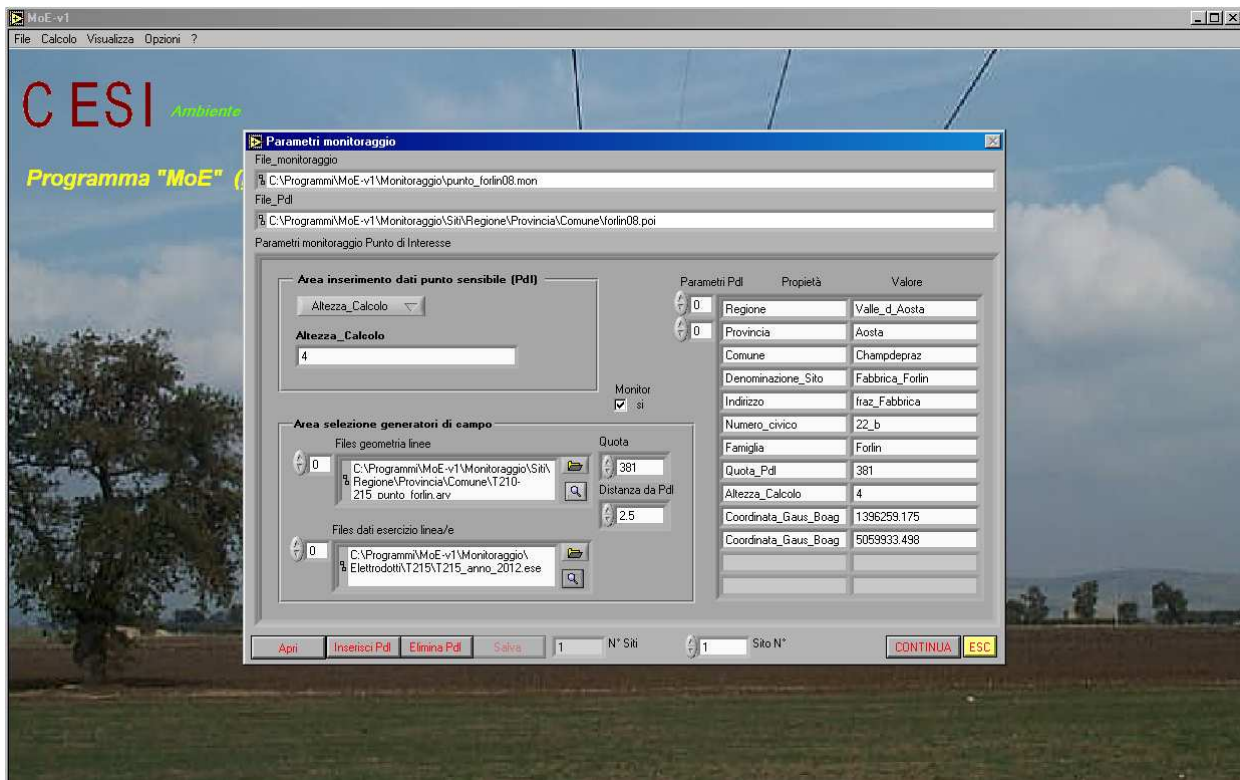 MoE-v1
File Calcolo Visualizza Opzioni ?
CESI Ambiente
Programma "MoE" (
Parametri monitoraggio
File_monitoraggio
C:\Programmi\MoE-v1\Monitoraggio\punto_forlin08.mon
File_PdI
C:\Programmi\MoE-v1\Monitoraggio\Siti\Regione\Provincia\Comune\forlin08.poi
Parametri monitoraggio Punto di Interesse
Area inserimento dati punto sensibile (PdI)
Altezza_Calcolo
Altezza_Calcolo
4
Monitor
si
Area selezione generatori di campo
Files geometria linee
0
C:\Programmi\MoE-v1\Monitoraggio\Siti\
Regione\Provincia\Comune\T210-
215_punto_forlin.arv
Quota
381
Distanza da PdI
2.5
Files dati esercizio linea/e
0
C:\Programmi\MoE-v1\Monitoraggio\
Elettrodotti\T215\T215_anno_2012.ese
Parametri PdI Propietà Valore
0 Regione Valle_d_Aosta
0 Provincia Aosta
Comune Champdepraz
Denominazione_Sito Fabbrica_Forlin
Indirizzo fraz_Fabbrica
Numero_civico 22_b
Famiglia Forlin
Quota_PdI 381
Altezza_Calcolo 4
Coordinata_Gaus_Boag 1396259.175
Coordinata_Gaus_Boag 5059933.498
Apri Inserisci PdI Elimina PdI Salva 1 N° Siti 1 Sito N° CONTINUA ESC